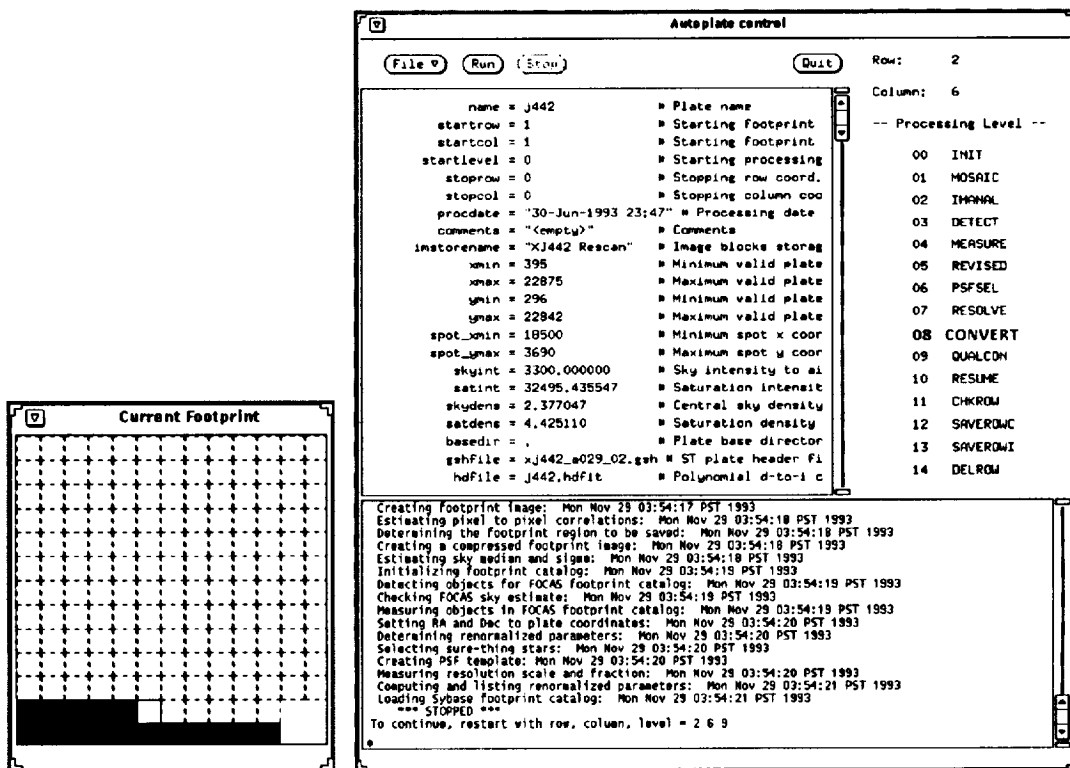 Autoplate control
File Run Stop Quit
Row: 2
Column: 6
-- Processing Level --
00 INIT
01 MOSAIC
02 IMANAL
03 DETECT
04 MEASURE
05 REVISED
06 PSFSEL
07 RESOLVE
08 CONVERT
09 QUALCON
10 RESUME
11 CHKROW
12 SAVEROWC
13 SAVEROWI
14 DELROW
name = j442 # Plate name
startrow = 1 # Starting footprint
startcol = 1 # Starting footprint
startlevel = 0 # Starting processing
stoprow = 0 # Stopping row coord.
stopcol = 0 # Stopping column coo
procdate = "30-Jun-1993 23:47" # Processing date
comments = "<empty>" # Comments
imstorename = "XJ442 Rescan" # Image blocks storag
xmin = 395 # Minimum valid plate
xmax = 22875 # Maximum valid plate
ymin = 296 # Minimum valid plate
ymax = 22842 # Maximum valid plate
spot_xmin = 18500 # Minimum spot x coor
spot_ymax = 3690 # Maximum spot y coor
skyint = 3300.000000 # Sky intensity to ai
satint = 32495.435547 # Saturation intensit
skydens = 2.377047 # Central sky density
satdens = 4.425110 # Saturation density
basedir = . # Plate base director
gshfile = xj442_a029_02.gsh # ST plate header fi
hdfile = j442.hdfit # Polynomial d-to-i c
Current Footprint
Creating footprint image: Mon Nov 29 03:54:17 PST 1993
Estimating pixel to pixel correlations: Mon Nov 29 03:54:18 PST 1993
Determining the footprint region to be saved: Mon Nov 29 03:54:18 PST 1993
Creating a compressed footprint image: Mon Nov 29 03:54:18 PST 1993
Estimating sky median and sigma: Mon Nov 29 03:54:18 PST 1993
Initializing footprint catalog: Mon Nov 29 03:54:19 PST 1993
Detecting objects for FOCAS footprint catalog: Mon Nov 29 03:54:19 PST 1993
Checking FOCAS sky estimate: Mon Nov 29 03:54:19 PST 1993
Measuring objects in FOCAS footprint catalog: Mon Nov 29 03:54:19 PST 1993
Setting RA and Dec to plate coordinates: Mon Nov 29 03:54:20 PST 1993
Determining renormalized parameters: Mon Nov 29 03:54:20 PST 1993
Selecting sure-thing stars: Mon Nov 29 03:54:20 PST 1993
Creating PSF template: Mon Nov 29 03:54:20 PST 1993
Measuring resolution scale and fraction: Mon Nov 29 03:54:20 PST 1993
Computing and listing renormalized parameters: Mon Nov 29 03:54:21 PST 1993
Loading Sybase footprint catalog: Mon Nov 29 03:54:21 PST 1993
*** STOPPED ***
To continue, restart with row, column, level = 2 6 9